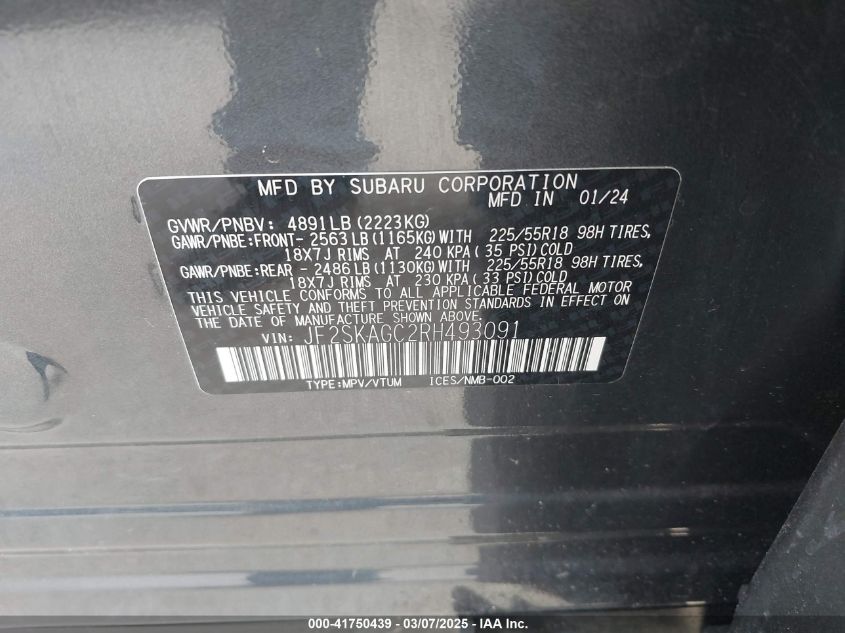 MFD BY SUBARU CORPORATION
MFD IN 01/24
GVWR/PNBV: 4891LB (2223KG)
GAWR/PNBE:FRONT- 2563LB (1165KG)WITH 225/55R18 98H TIRES,
18X7J RIMS AT 240 KPA( 35 PSI)COLD
GAWR/PNBE:REAR - 2486LB (1130KG)WITH 225/55R18 98H TIRES,
18X7J RIMS AT 230 KPA( 33 PSI)COLD
THIS VEHICLE CONFORMS TO ALL APPLICABLE FEDERAL MOTOR
VEHICLE SAFETY AND THEFT PREVENTION STANDARDS IN EFFECT ON
THE DATE OF MANUFACTURE SHOWN ABOVE.
VIN: JF2SKAGC2RH493091
TYPE:MPV/VTUM ICES/NMB-002
000-41750439 - 03/07/2025 - IAA Inc.